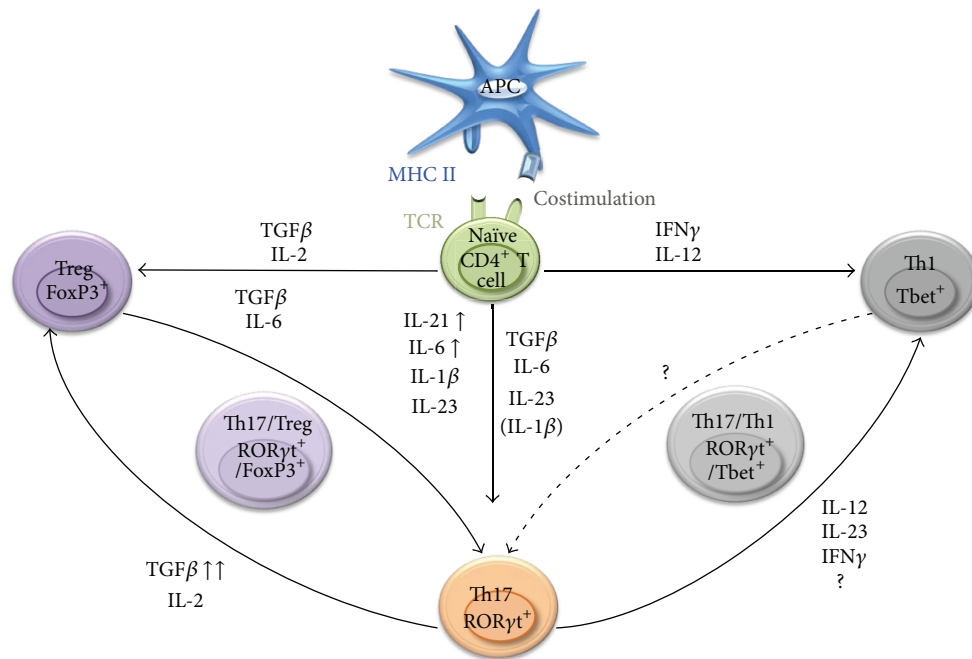 APC
MHC II
Costimulation
TCR
Naïve
CD4⁺ T
cell
TGFβ
IL-2
IFNγ
IL-12
Treg
FoxP3⁺
Th1
Tbet⁺
TGFβ
IL-6
IL-21 ↑
IL-6 ↑
IL-1β
IL-23
TGFβ
IL-6
IL-23
(IL-1β)
?
Th17/Treg
RORγt⁺
/FoxP3⁺
Th17/Th1
RORγt⁺
/Tbet⁺
IL-12
IL-23
IFNγ
?
TGFβ ↑↑
IL-2
Th17
RORγt⁺